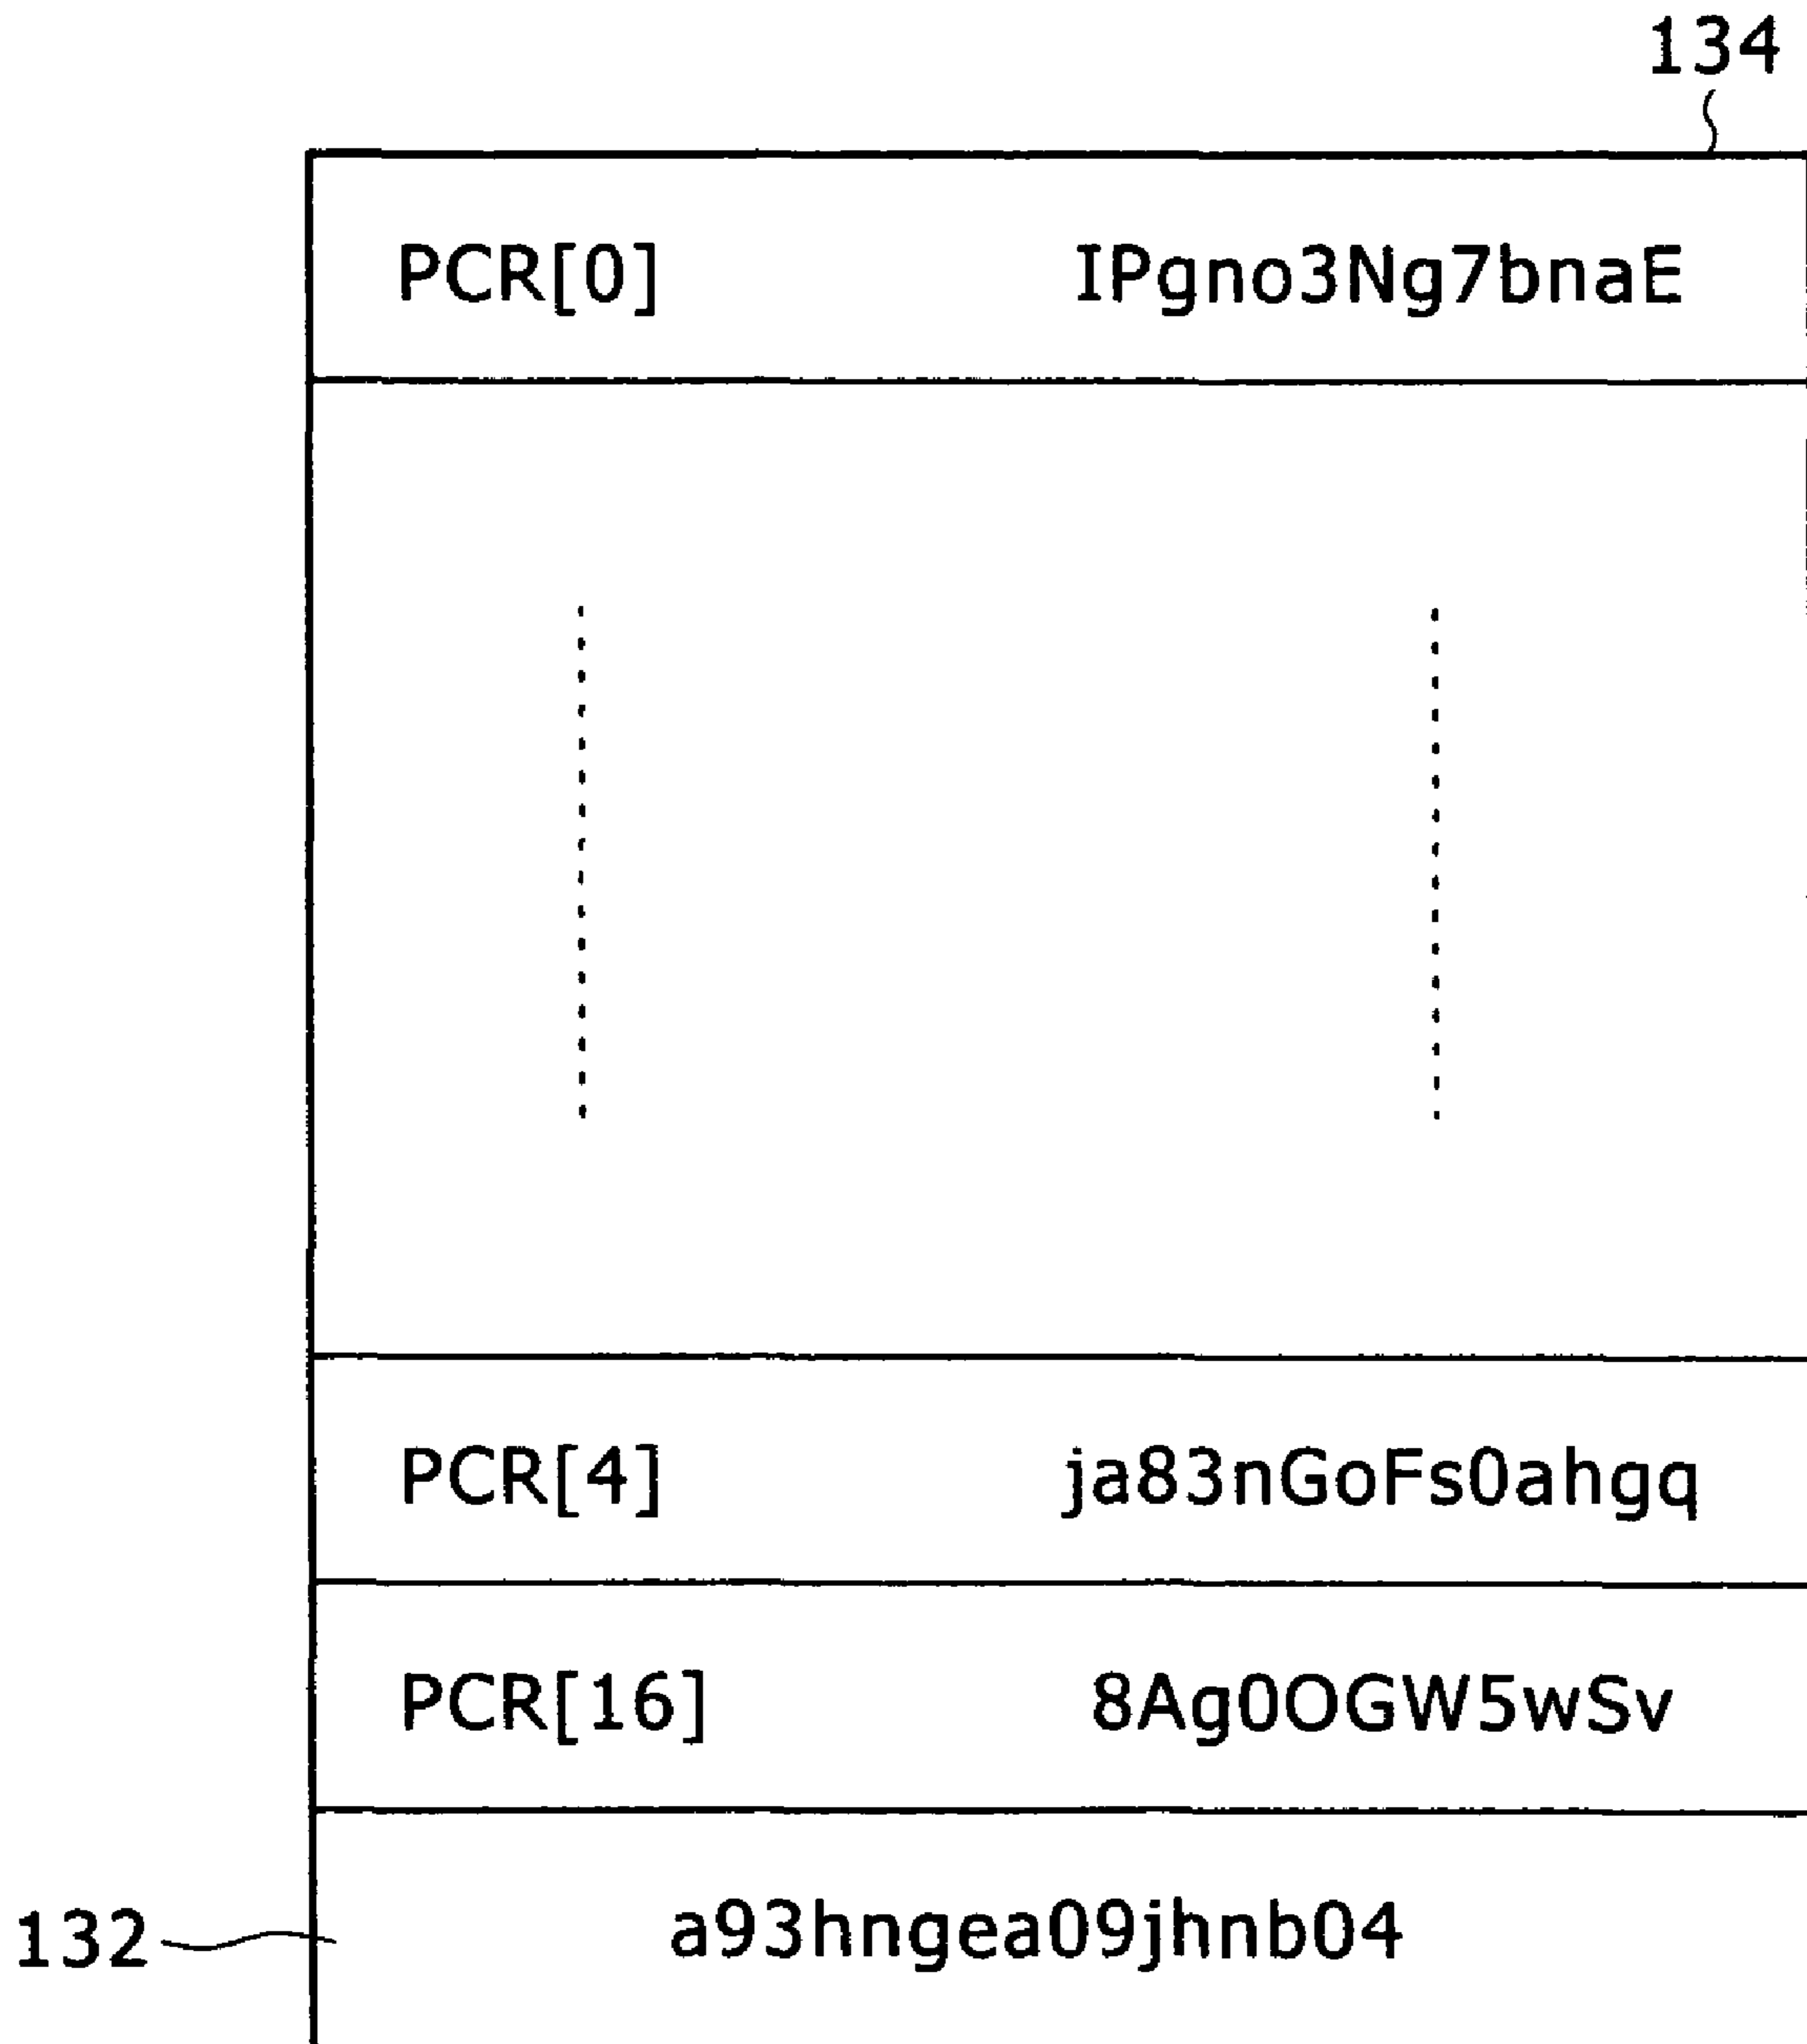 134
PCR[0] IPgno3Ng7bnaE
PCR[4] ja83nGoFs0ahgq
PCR[16] 8Ag0OGW5wSv
132 a93hngea09jhnb04